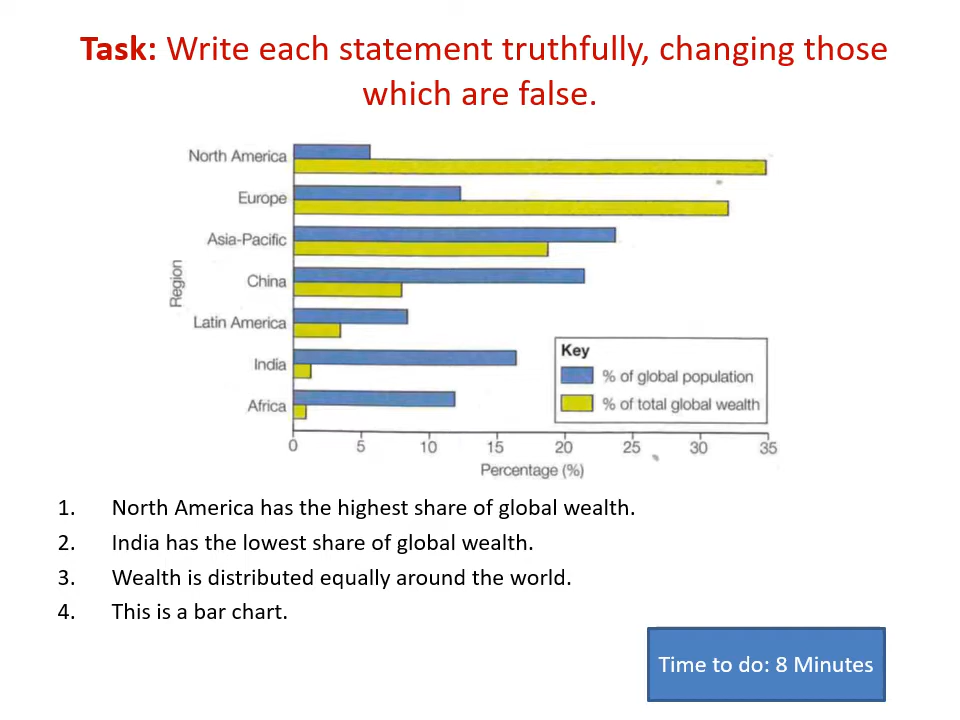 Task: Write each statement truthfully, changing those
which are false.
North America
Europe
Asia-Pacific
China
Latin America
India
Africa
Region
Key
% of global population
% of total global wealth
0 5 10 15 20 25 30 35
Percentage (%)
1. North America has the highest share of global wealth.
2. India has the lowest share of global wealth.
3. Wealth is distributed equally around the world.
4. This is a bar chart.
Time to do: 8 Minutes